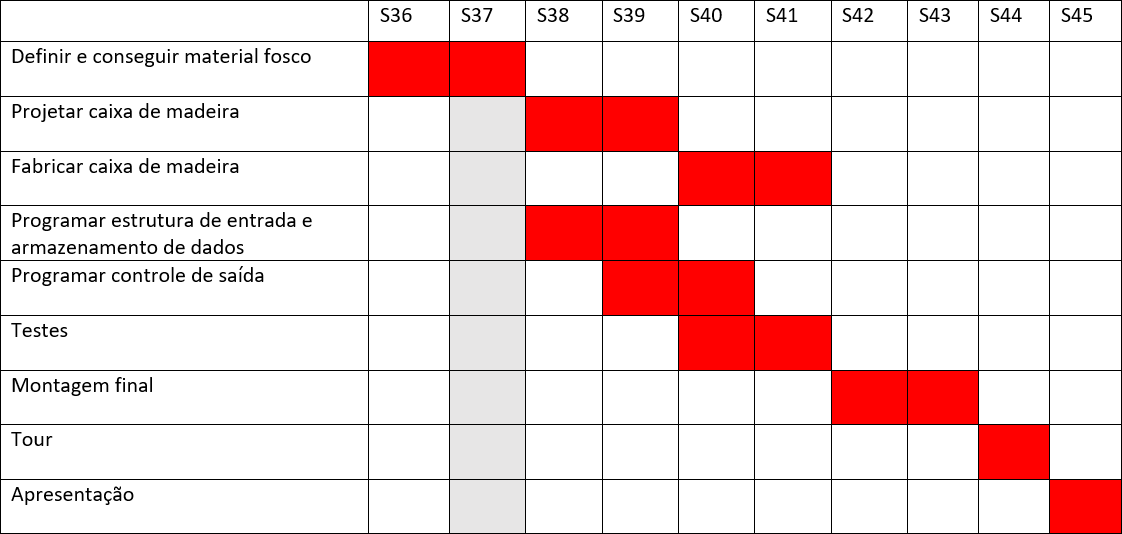 S36 S37 S38 S39 S40 S41 S42 S43 S44 S45
Definir e conseguir material fosco
Projetar caixa de madeira
Fabricar caixa de madeira
Programar estrutura de entrada e
armazenamento de dados
Programar controle de saída
Testes
Montagem final
Tour
Apresentação